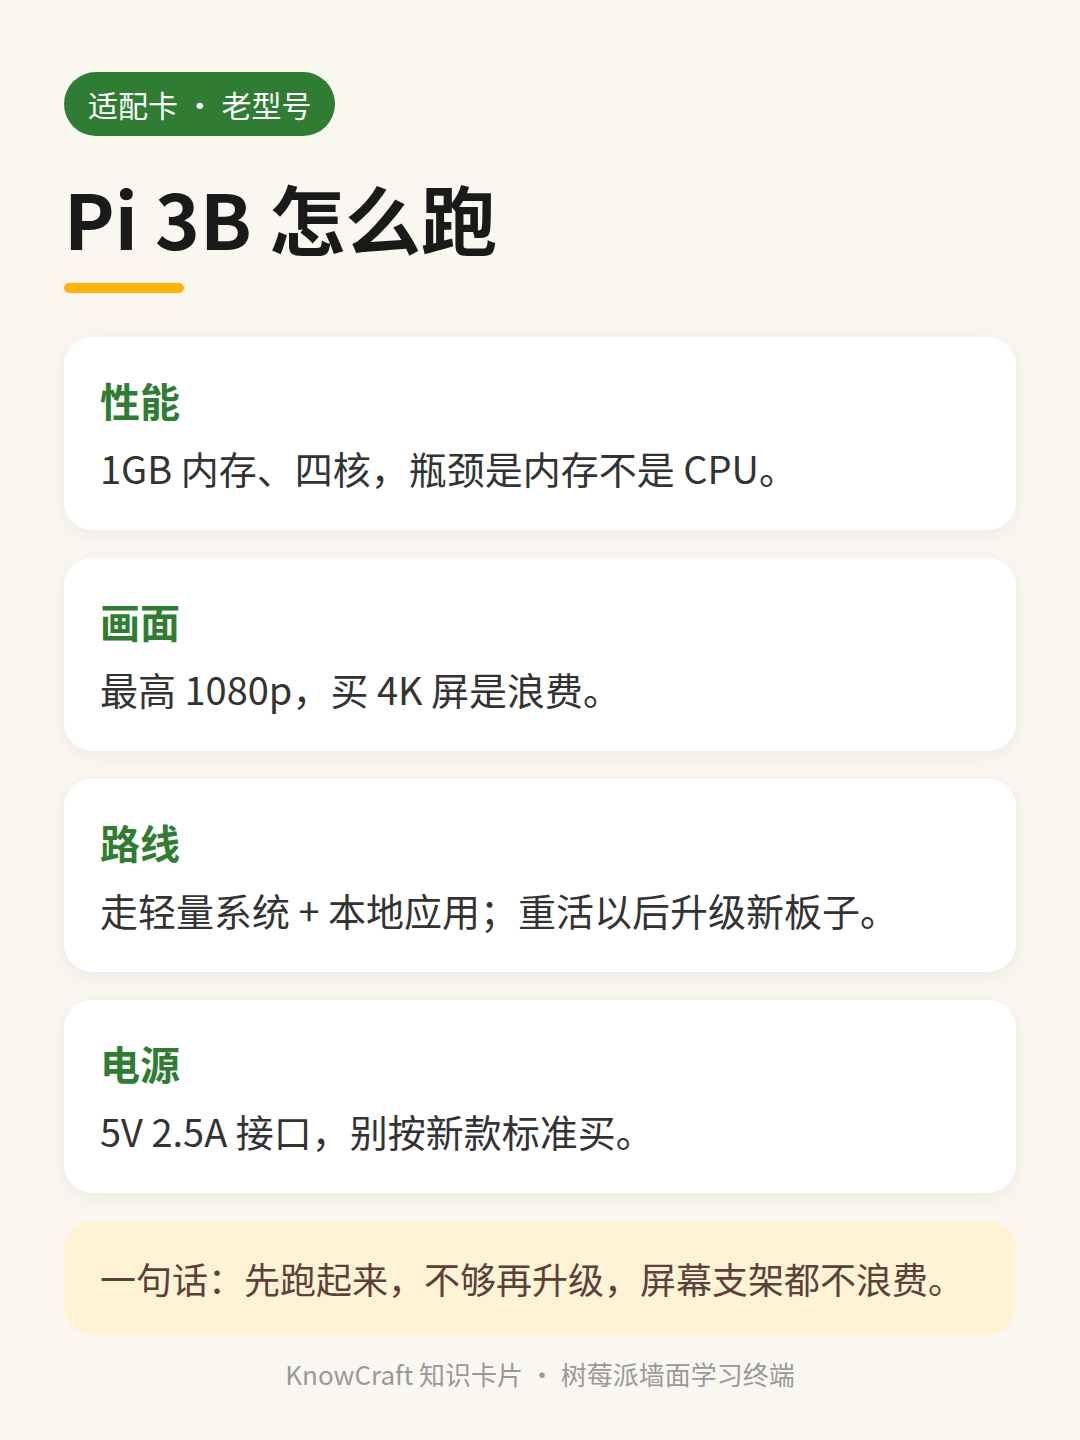 适配卡 · 老型号
Pi 3B 怎么跑
性能
1GB 内存、四核，瓶颈是内存不是 CPU。
画面
最高 1080p，买 4K 屏是浪费。
路线
走轻量系统 + 本地应用；重活以后升级新板子。
电源
5V 2.5A 接口，别按新款标准买。
一句话：先跑起来，不够再升级，屏幕支架都不浪费。
KnowCraft 知识卡片 · 树莓派墙面学习终端